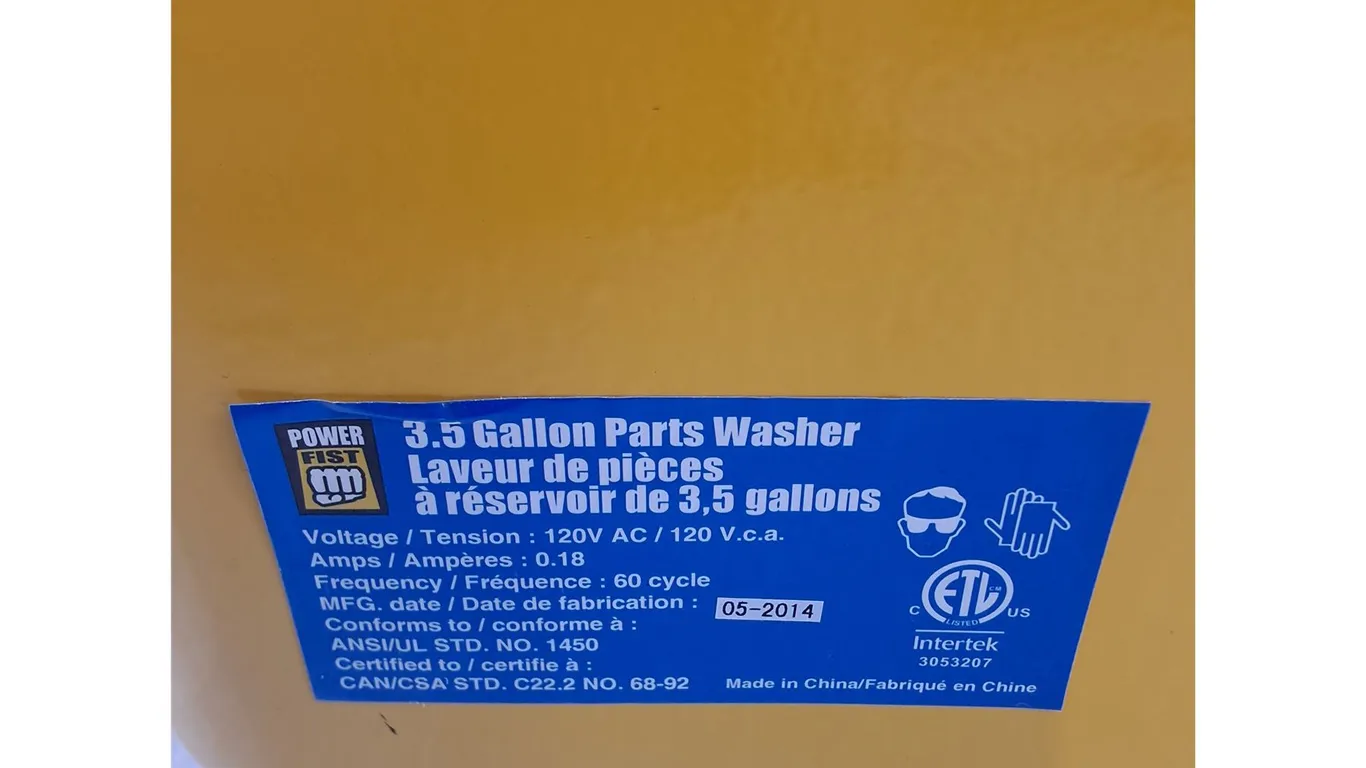 POWER
FIST
3.5 Gallon Parts Washer
Laveur de pièces
à réservoir de 3,5 gallons
Voltage / Tension : 120V AC / 120 V.c.a.
Amps / Ampères : 0.18
Frequency / Fréquence : 60 cycle
MFG. date / Date de fabrication : 05-2014
Conforms to / conforme à :
ANSI/UL STD. NO. 1450
Certified to / certifie à :
CAN/CSA STD. C22.2 NO. 68-92
ETL CM
LISTED
C US
Intertek
3053207
Made in China/Fabriqué en Chine